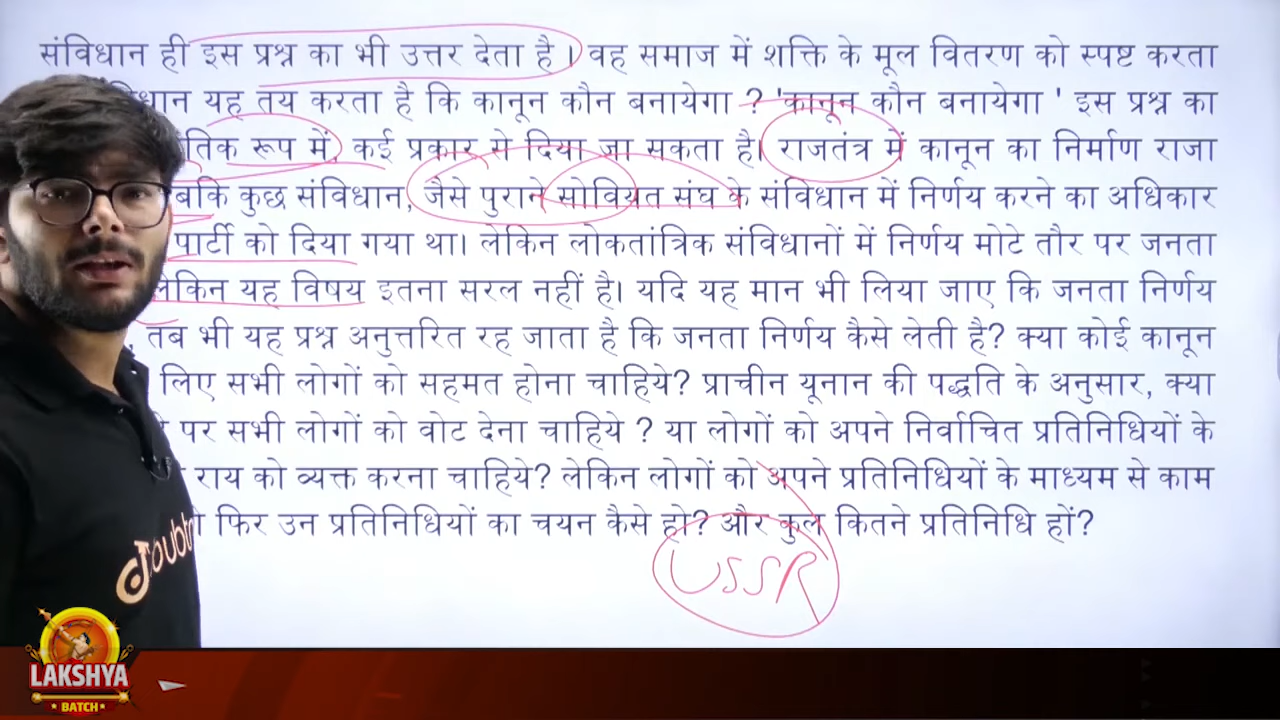 संविधान ही इस प्रश्न का भी उत्तर देता है । वह समाज में शक्ति के मूल वितरण को स्पष्ट करता
यह तय करता है कि कानून कौन बनायेगा ? 'कानून कौन बनायेगा ' इस प्रश्न का
रूप में, कई प्रकार से दिया जा सकता है। राजतंत्र में कानून का निर्माण राजा
कुछ संविधान, जैसे पुराने सोवियत संघ के संविधान में निर्णय करने का अधिकार
पार्टी को दिया गया था। लेकिन लोकतांत्रिक संविधानों में निर्णय मोटे तौर पर जनता
लेकिन यह विषय इतना सरल नहीं है। यदि यह मान भी लिया जाए कि जनता निर्णय
, तब भी यह प्रश्न अनुत्तरित रह जाता है कि जनता निर्णय कैसे लेती है? क्या कोई कानून
लिए सभी लोगों को सहमत होना चाहिये? प्राचीन यूनान की पद्धति के अनुसार, क्या
पर सभी लोगों को वोट देना चाहिये ? या लोगों को अपने निर्वाचित प्रतिनिधियों के
राय को व्यक्त करना चाहिये? लेकिन लोगों को अपने प्रतिनिधियों के माध्यम से काम
फिर उन प्रतिनिधियों का चयन कैसे हो? और कुल कितने प्रतिनिधि हों?
USSR
LAKSHYA
BATCH